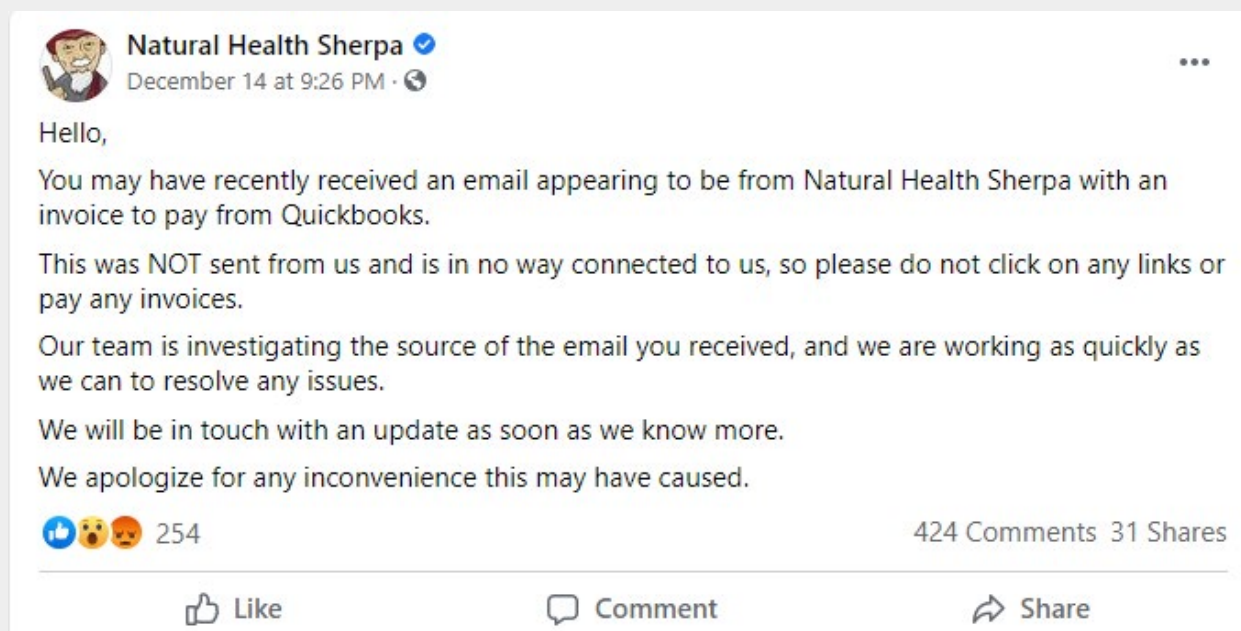 Natural Health Sherpa
December 14 at 9:26 PM ·
Hello,
You may have recently received an email appearing to be from Natural Health Sherpa with an
invoice to pay from Quickbooks.
This was NOT sent from us and is in no way connected to us, so please do not click on any links or
pay any invoices.
Our team is investigating the source of the email you received, and we are working as quickly as
we can to resolve any issues.
We will be in touch with an update as soon as we know more.
We apologize for any inconvenience this may have caused.
254 424 Comments 31 Shares
Like Comment Share